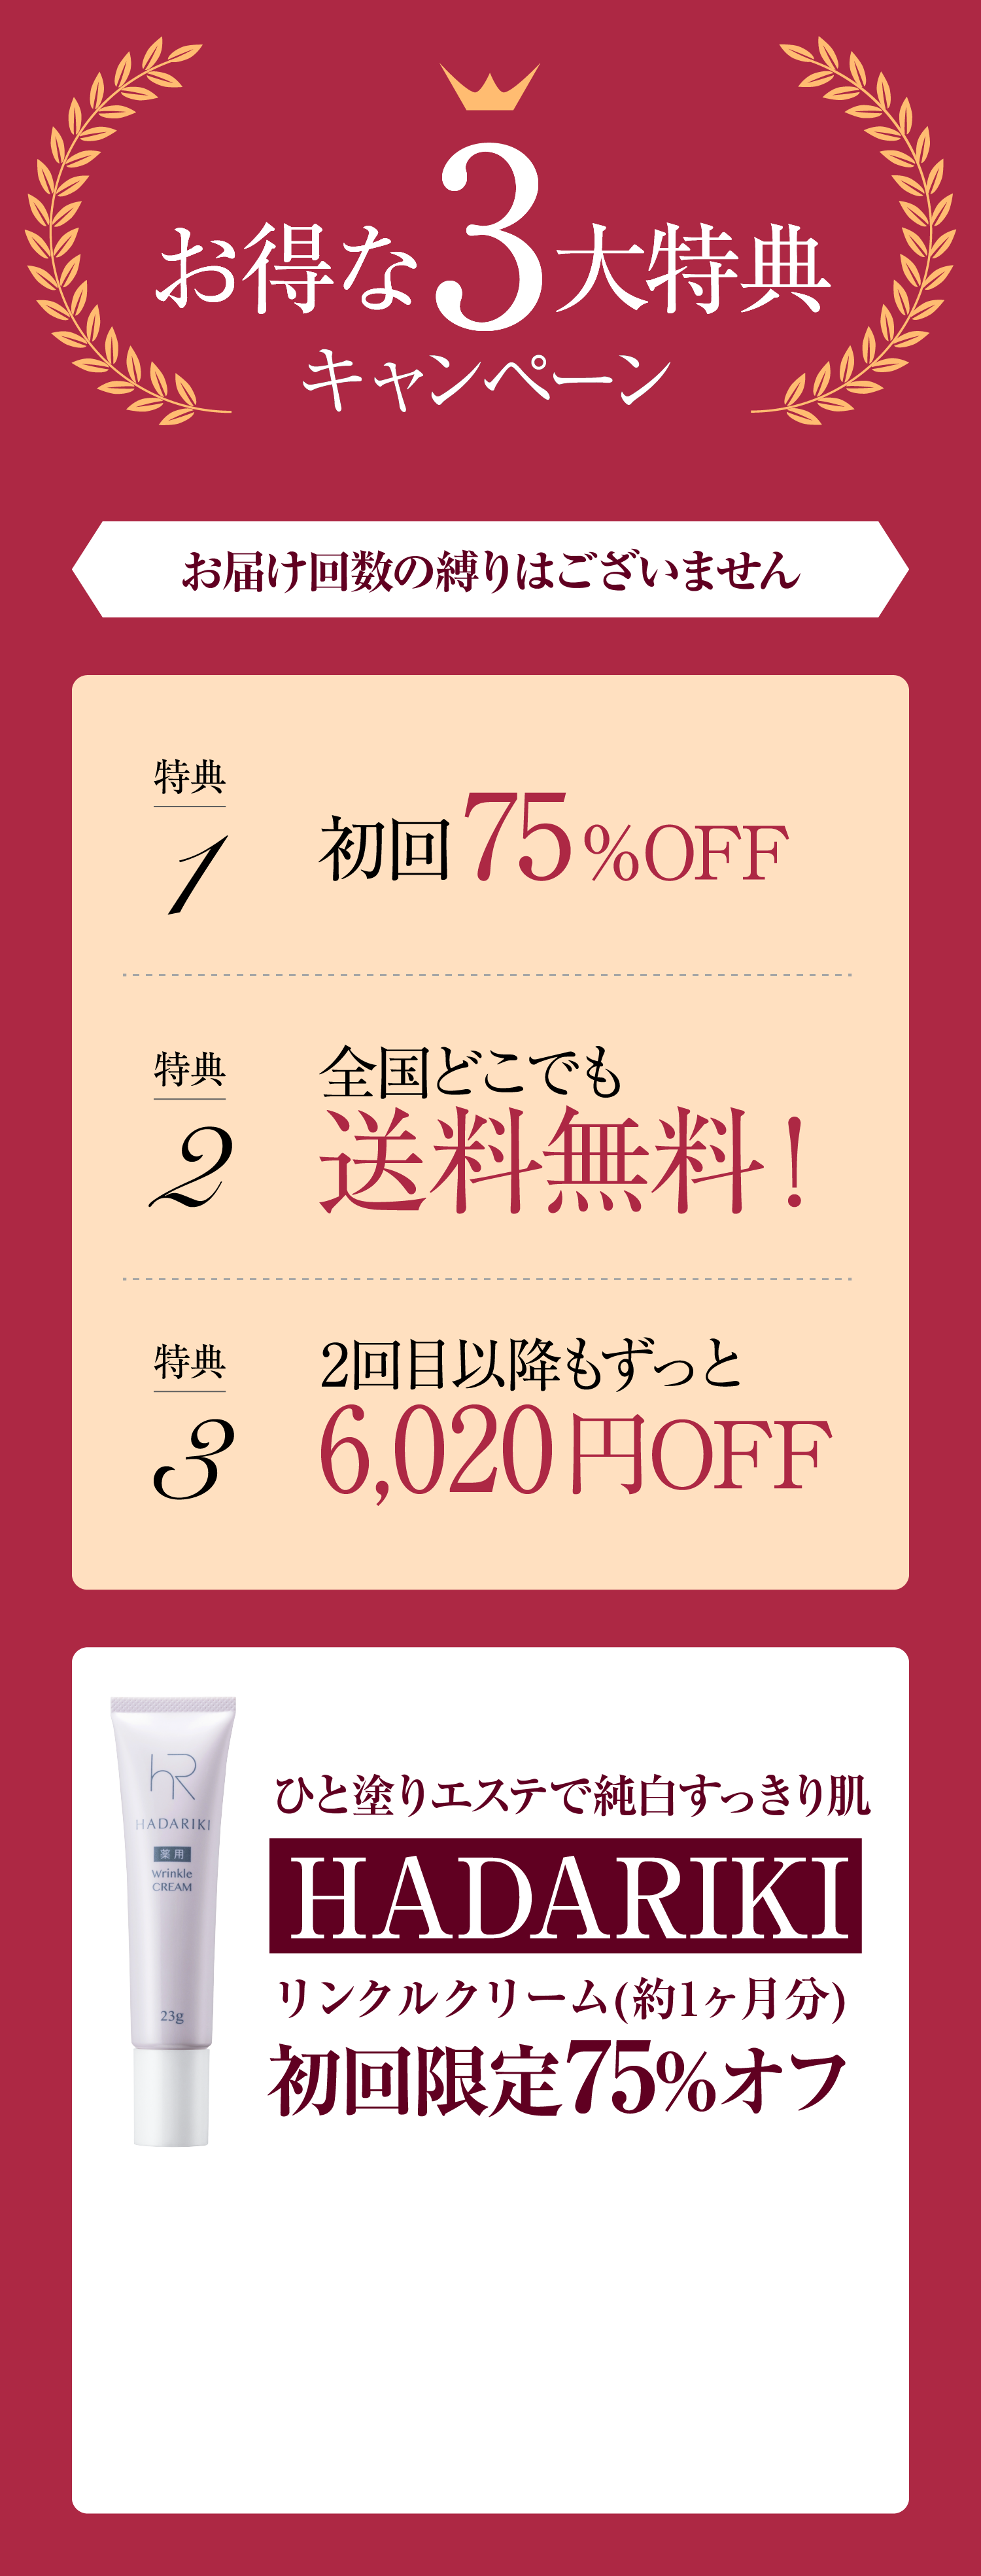 お得な3大特典
キャンペーン
お届け回数の縛りはございません
特典
1
初回75%OFF
特典
2
全国どこでも
送料無料!
特典
3
2回目以降もずっと
6,020円OFF
hR
HADARIKI
薬用
Wrinkle
CREAM
23g
ひと塗りエステで純白すっきり肌
HADARIKI
リンクルクリーム(約1ヶ月分)
初回限定75%オフ